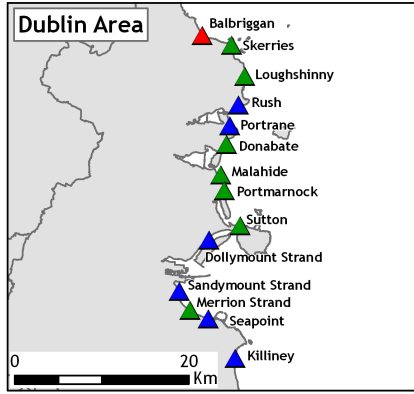 Dublin Area
Balbriggan
Skerries
Loughshinny
Rush
Portrane
Donabate
Malahide
Portmarnock
Sutton
Dollymount Strand
Sandymount Strand
Merrion Strand
Seapoint
Killiney
0 20
Km